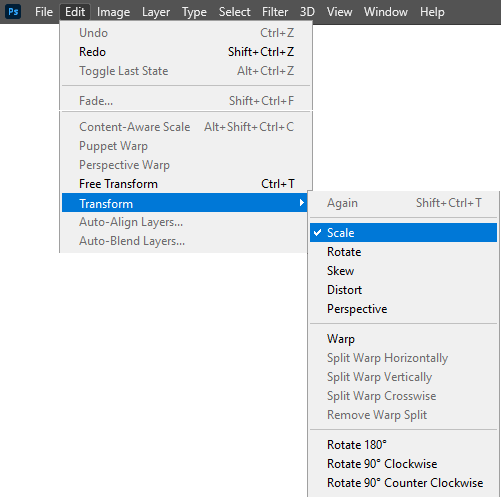 Ps File Edit Image Layer Type Select Filter 3D View Window Help
Undo Ctrl+Z
Redo Shift+Ctrl+Z
Toggle Last State Alt+Ctrl+Z
Fade... Shift+Ctrl+F
Content-Aware Scale Alt+Shift+Ctrl+C
Puppet Warp
Perspective Warp
Free Transform Ctrl+T
Transform
Auto-Align Layers...
Auto-Blend Layers...
Again Shift+Ctrl+T
Scale
Rotate
Skew
Distort
Perspective
Warp
Split Warp Horizontally
Split Warp Vertically
Split Warp Crosswise
Remove Warp Split
Rotate 180°
Rotate 90° Clockwise
Rotate 90° Counter Clockwise